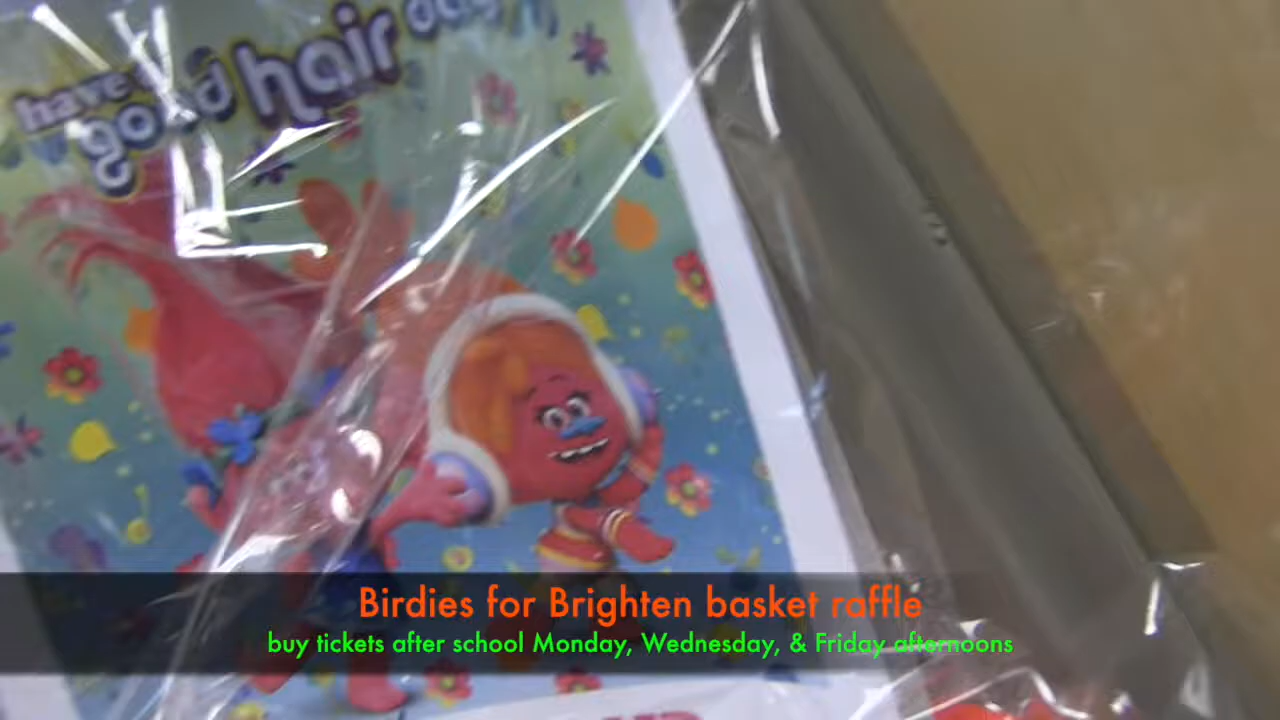 have a
good hair day
Birdies for Brighten basket raffle
buy tickets after school Monday, Wednesday, & Friday afternoons